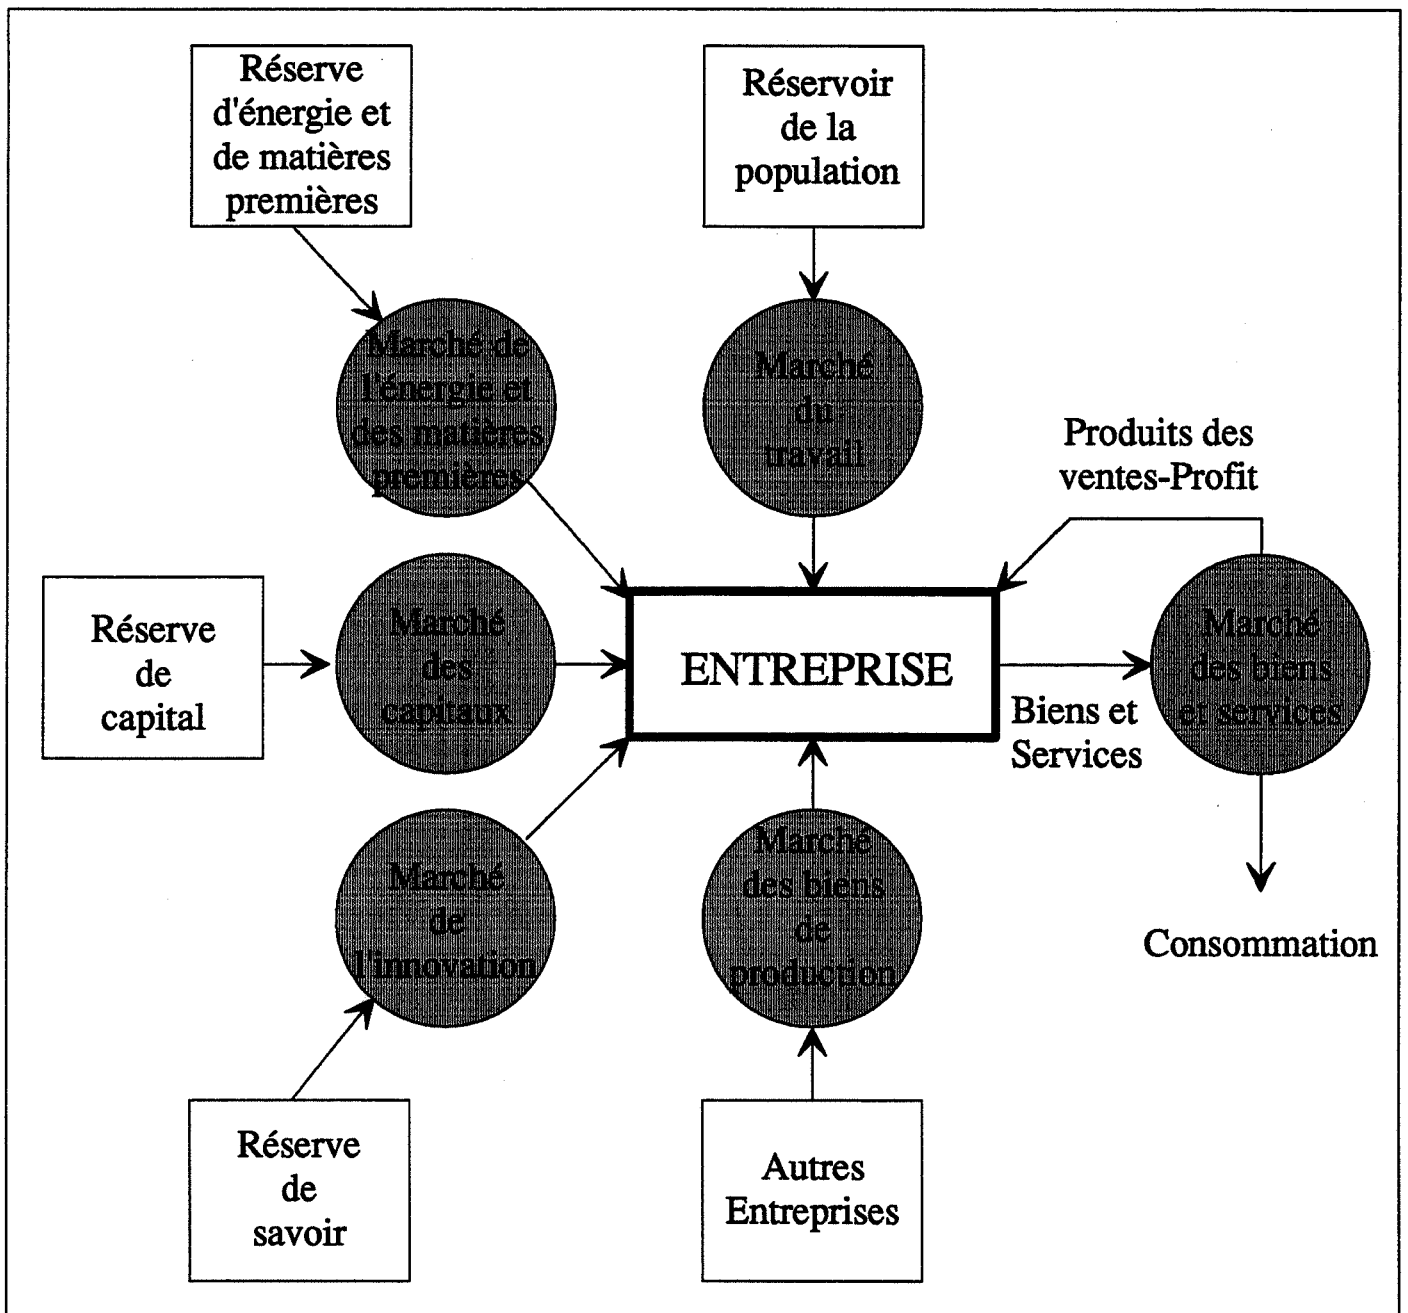 Réserve
d'énergie et
de matières
premières
Réservoir
de la
population
Marché de
l'énergie et
des matières
premières
Marché
du
travail
Produits des
ventes-Profit
Réserve
de
capital
Marché
des
capitaux
ENTREPRISE
Biens et
Services
Marché
des biens
et services
Marché
de
l'innovation
Marché
des biens
de
production
Consommation
Réserve
de
savoir
Autres
Entreprises